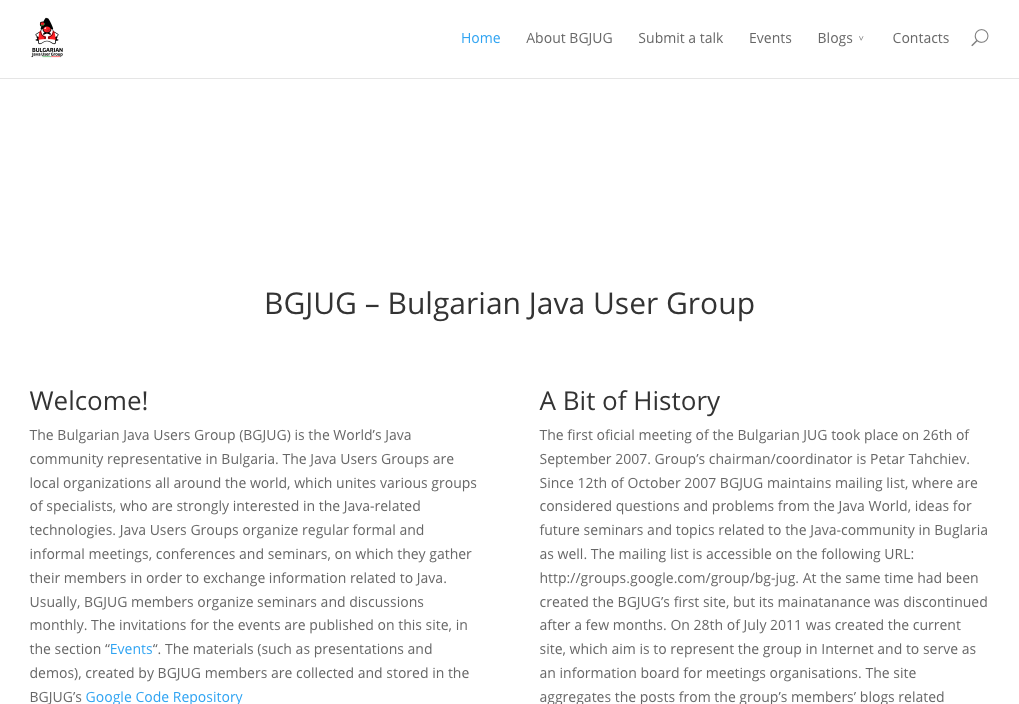 BULGARIAN
Java User Group
Home
About BGJUG
Submit a talk
Events
Blogs
Contacts
BGJUG – Bulgarian Java User Group
Welcome!
The Bulgarian Java Users Group (BGJUG) is the World’s Java
community representative in Bulgaria. The Java Users Groups are
local organizations all around the world, which unites various groups
of specialists, who are strongly interested in the Java-related
technologies. Java Users Groups organize regular formal and
informal meetings, conferences and seminars, on which they gather
their members in order to exchange information related to Java.
Usually, BGJUG members organize seminars and discussions
monthly. The invitations for the events are published on this site, in
the section “Events“. The materials (such as presentations and
demos), created by BGJUG members are collected and stored in the
BGJUG’s Google Code Repository
A Bit of History
The first oficial meeting of the Bulgarian JUG took place on 26th of
September 2007. Group’s chairman/coordinator is Petar Tahchiev.
Since 12th of October 2007 BGJUG maintains mailing list, where are
considered questions and problems from the Java World, ideas for
future seminars and topics related to the Java-community in Buglaria
as well. The mailing list is accessible on the following URL:
http://groups.google.com/group/bg-jug. At the same time had been
created the BGJUG’s first site, but its mainatanance was discontinued
after a few months. On 28th of July 2011 was created the current
site, which aim is to represent the group in Internet and to serve as
an information board for meetings organisations. The site
aggregates the posts from the group’s members’ blogs related